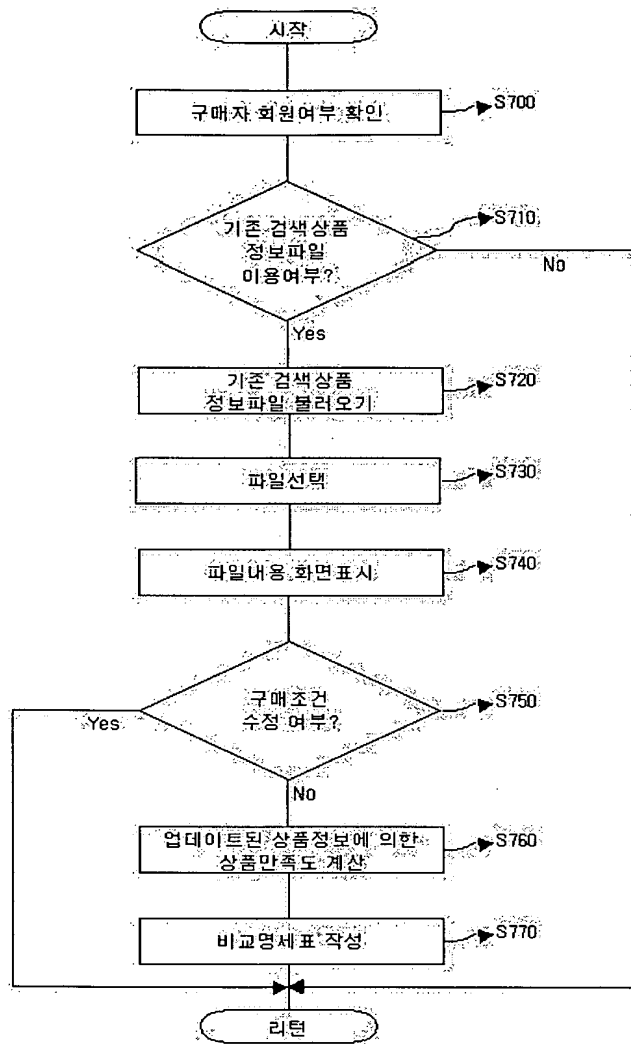 시작
구매자 회원여부 확인
S700
기존 검색상품
정보파일
이용여부?
S710
No
Yes
기존 검색상품
정보파일 불러오기
S720
파일선택
S730
파일내용 화면표시
S740
구매조건
수정 여부?
S750
Yes
No
업데이트된 상품정보에 의한
상품만족도 계산
S760
비교명세표 작성
S770
리턴